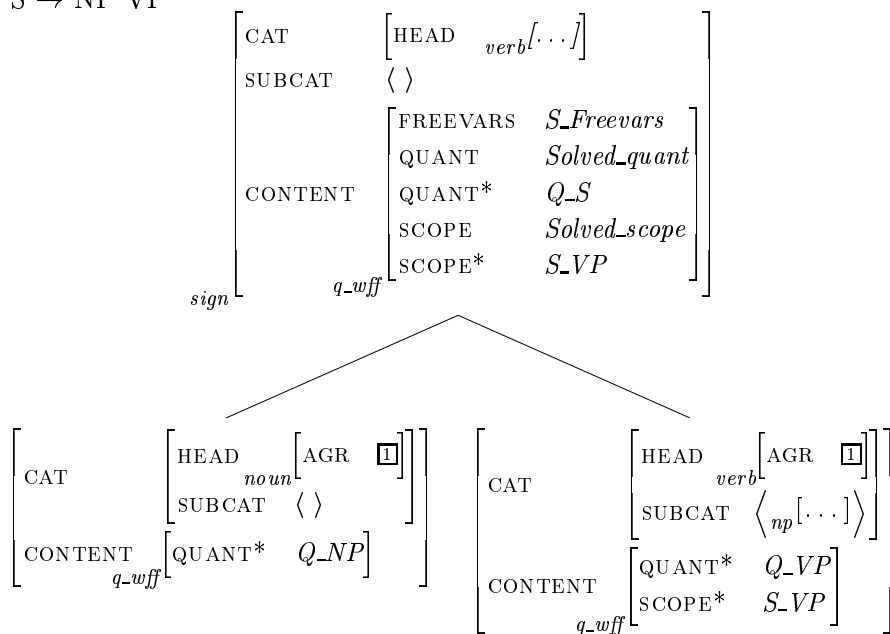 S → NP VP
CAT [HEAD verb[. . . ]]
SUBCAT ⟨ ⟩
FREEVARS S_Freevars
QUANT Solved_quant
CONTENT QUANT* Q_S
SCOPE Solved_scope
SCOPE* S_VP
sign q_wff
HEAD noun[AGR 1] HEAD verb[AGR 1]
CAT CAT
SUBCAT ⟨ ⟩ SUBCAT ⟨np[. . . ]⟩
CONTENT q_wff[QUANT* Q_NP] QUANT* Q_VP
CONTENT q_wff
SCOPE* S_VP